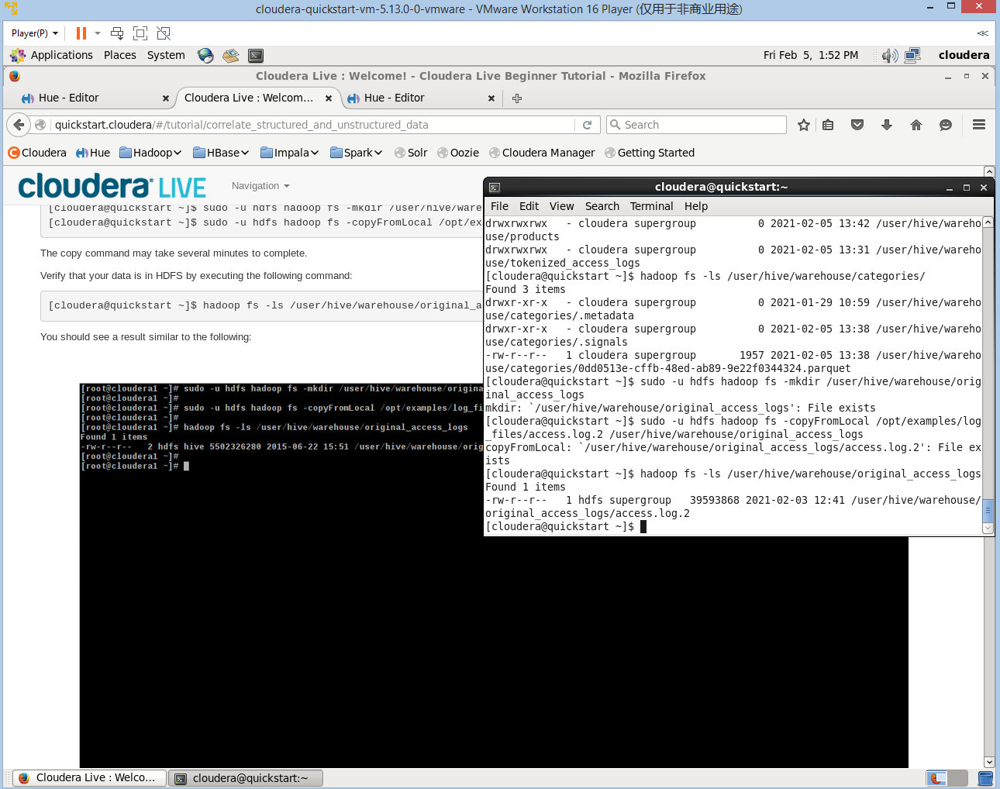 cloudera-quickstart-vm-5.13.0-0-vmware - VMware Workstation 16 Player (仅用于非商业用途)
Player(P)
Applications Places System Fri Feb 5, 1:52 PM cloudera
Cloudera Live : Welcome! - Cloudera Live Beginner Tutorial - Mozilla Firefox
Hue - Editor Cloudera Live : Welcom... Hue - Editor
quickstart.cloudera/#/tutorial/correlate_structured_and_unstructured_data Search
Cloudera Hue Hadoop HBase Impala Spark Solr Oozie Cloudera Manager Getting Started
cloudera LIVE Navigation
[cloudera@quickstart ~]$ sudo -u hdfs hadoop fs -mkdir /user/hive/ware
[cloudera@quickstart ~]$ sudo -u hdfs hadoop fs -copyFromLocal /opt/ex
The copy command may take several minutes to complete.
Verify that your data is in HDFS by executing the following command:
[cloudera@quickstart ~]$ hadoop fs -ls /user/hive/warehouse/original_a
You should see a result similar to the following:
[root@cloudera1 ~]# sudo -u hdfs hadoop fs -mkdir /user/hive/warehouse/origina
[root@cloudera1 ~]#
[root@cloudera1 ~]# sudo -u hdfs hadoop fs -copyFromLocal /opt/examples/log_fi
[root@cloudera1 ~]#
[root@cloudera1 ~]# hadoop fs -ls /user/hive/warehouse/original_access_logs
Found 1 items
-rw-r--r-- 2 hdfs hive 5502326280 2015-06-22 15:51 /user/hive/warehouse/orig
[root@cloudera1 ~]#
[root@cloudera1 ~]#
cloudera@quickstart:~
File Edit View Search Terminal Help
drwxrwxrwx - cloudera supergroup 0 2021-02-05 13:42 /user/hive/wareho
use/products
drwxrwxrwx - cloudera supergroup 0 2021-02-05 13:31 /user/hive/wareho
use/tokenized_access_logs
[cloudera@quickstart ~]$ hadoop fs -ls /user/hive/warehouse/categories/
Found 3 items
drwxr-xr-x - cloudera supergroup 0 2021-01-29 10:59 /user/hive/wareho
use/categories/.metadata
drwxr-xr-x - cloudera supergroup 0 2021-02-05 13:38 /user/hive/wareho
use/categories/.signals
-rw-r--r-- 1 cloudera supergroup 1957 2021-02-05 13:38 /user/hive/wareho
use/categories/0dd0513e-cffb-48ed-ab89-9e22f0344324.parquet
[cloudera@quickstart ~]$ sudo -u hdfs hadoop fs -mkdir /user/hive/warehouse/orig
inal_access_logs
mkdir: `/user/hive/warehouse/original_access_logs': File exists
[cloudera@quickstart ~]$ sudo -u hdfs hadoop fs -copyFromLocal /opt/examples/log
_files/access.log.2 /user/hive/warehouse/original_access_logs
copyFromLocal: `/user/hive/warehouse/original_access_logs/access.log.2': File ex
ists
[cloudera@quickstart ~]$ hadoop fs -ls /user/hive/warehouse/original_access_logs
Found 1 items
-rw-r--r-- 1 hdfs supergroup 39593868 2021-02-03 12:41 /user/hive/warehouse/
original_access_logs/access.log.2
[cloudera@quickstart ~]$
Cloudera Live : Welco... cloudera@quickstart:~